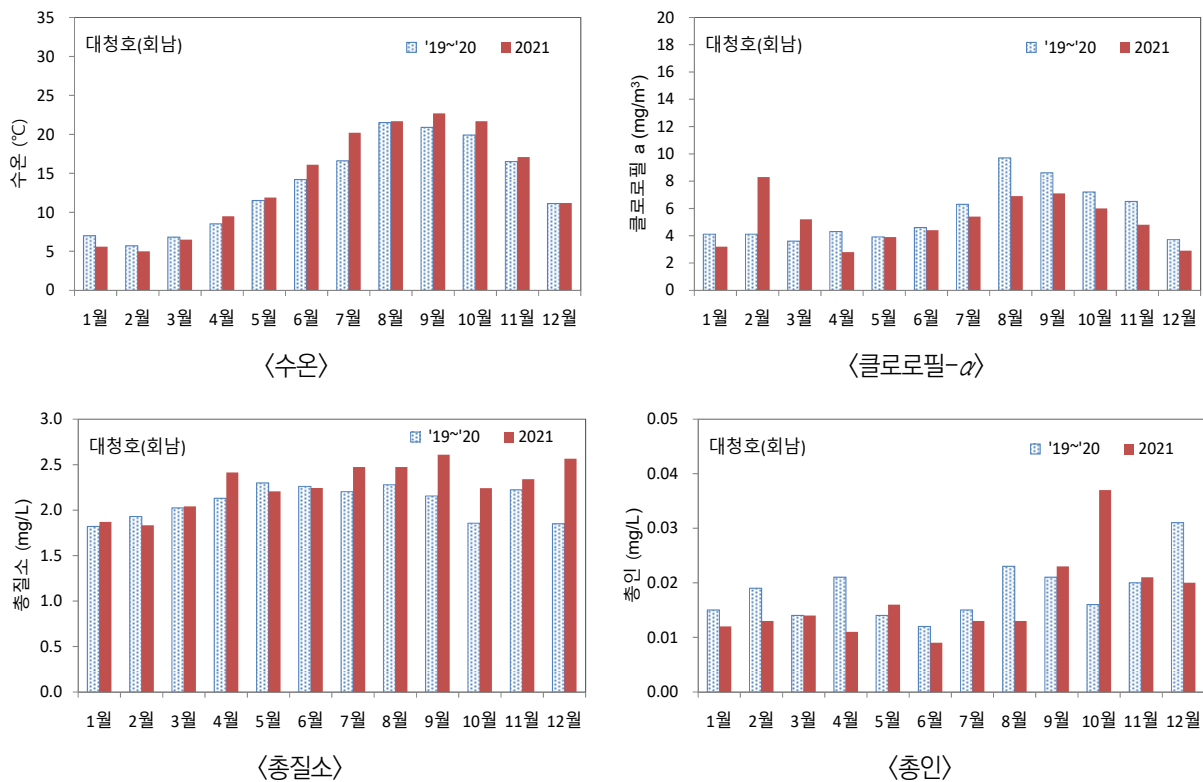 대청호(회남)
'19~'20
2021
수온 (℃)
35
30
25
20
15
10
5
0
1월 2월 3월 4월 5월 6월 7월 8월 9월 10월 11월 12월
〈수온〉
대청호(회남)
'19~'20
2021
클로로필 a (mg/m³)
20
18
16
14
12
10
8
6
4
2
0
1월 2월 3월 4월 5월 6월 7월 8월 9월 10월 11월 12월
〈클로로필-α〉
대청호(회남)
'19~'20
2021
총질소 (mg/L)
3.0
2.5
2.0
1.5
1.0
0.5
0.0
1월 2월 3월 4월 5월 6월 7월 8월 9월 10월 11월 12월
〈총질소〉
대청호(회남)
'19~'20
2021
총인 (mg/L)
0.05
0.04
0.03
0.02
0.01
0.00
1월 2월 3월 4월 5월 6월 7월 8월 9월 10월 11월 12월
〈총인〉